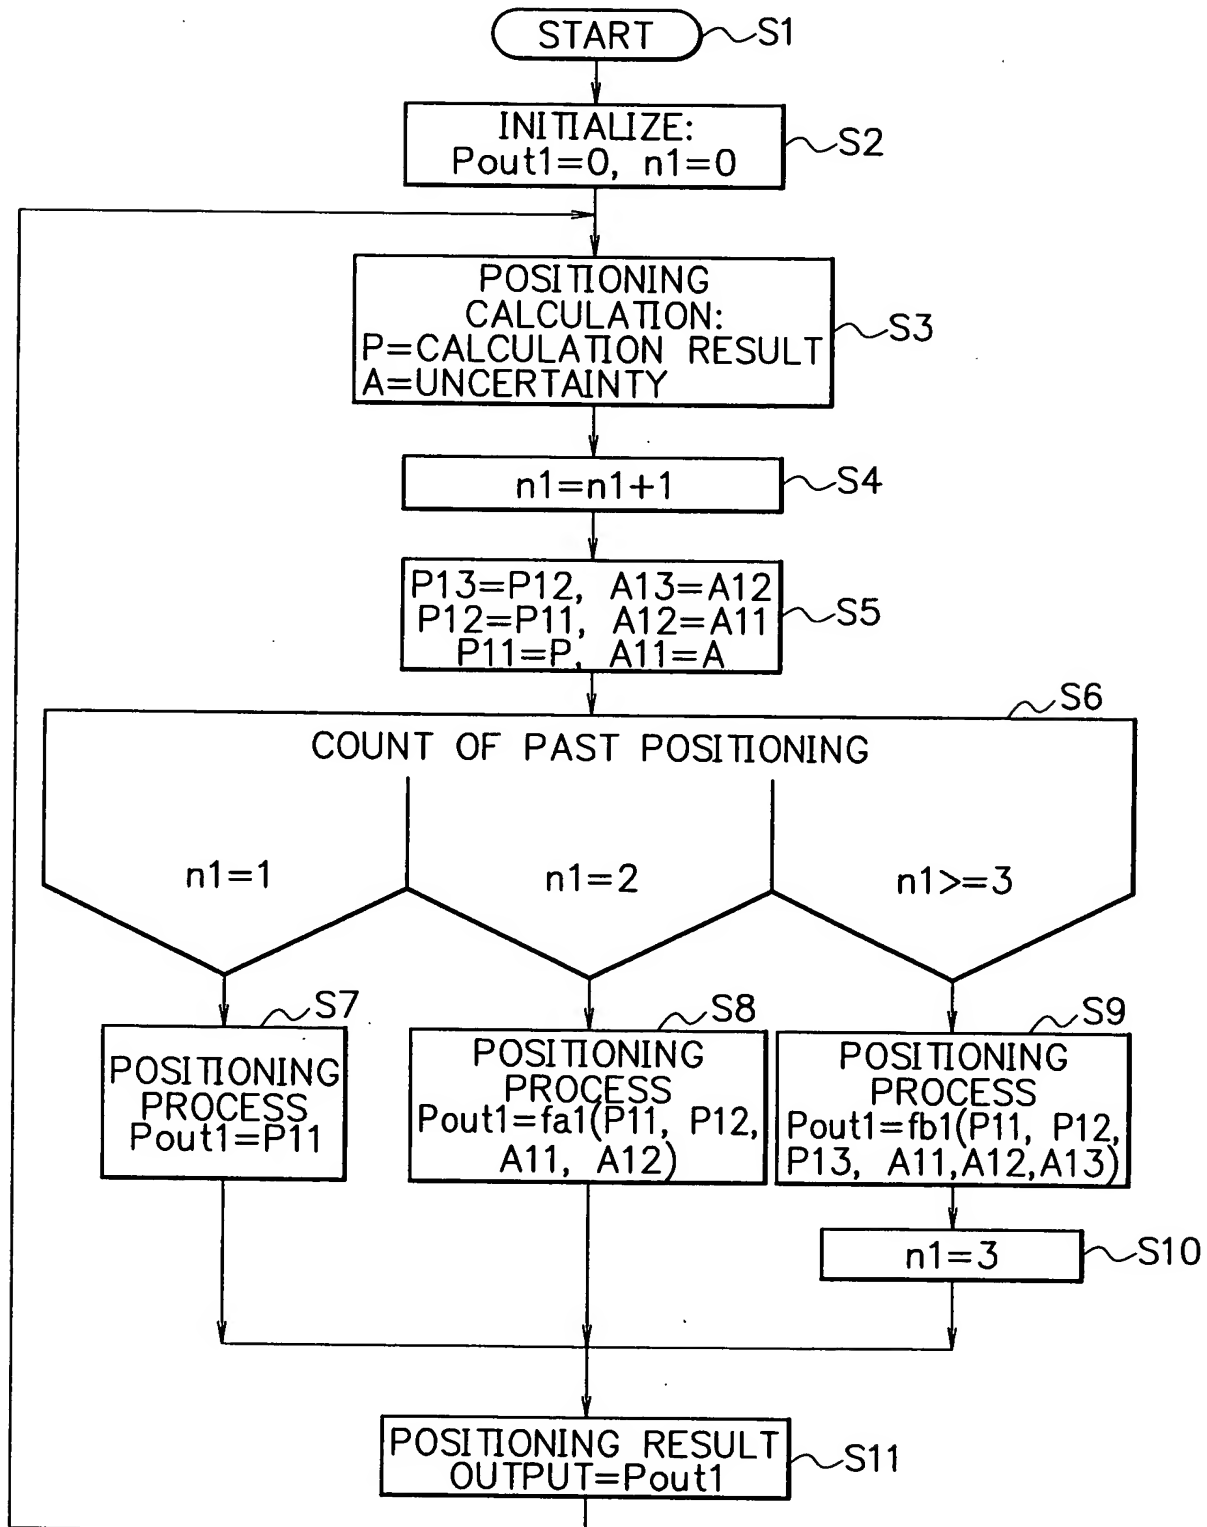 START
S1
INITIALIZE:
Pout1=0, n1=0
S2
POSITIONING
CALCULATION:
P=CALCULATION RESULT
A=UNCERTAINTY
S3
n1=n1+1
S4
P13=P12, A13=A12
P12=P11, A12=A11
P11=P, A11=A
S5
S6
COUNT OF PAST POSITIONING
n1=1
n1=2
n1>=3
S7
POSITIONING
PROCESS
Pout1=P11
S8
POSITIONING
PROCESS
Pout1=fa1(P11, P12,
A11, A12)
S9
POSITIONING
PROCESS
Pout1=fb1(P11, P12,
P13, A11,A12,A13)
n1=3
S10
POSITIONING RESULT
OUTPUT=Pout1
S11